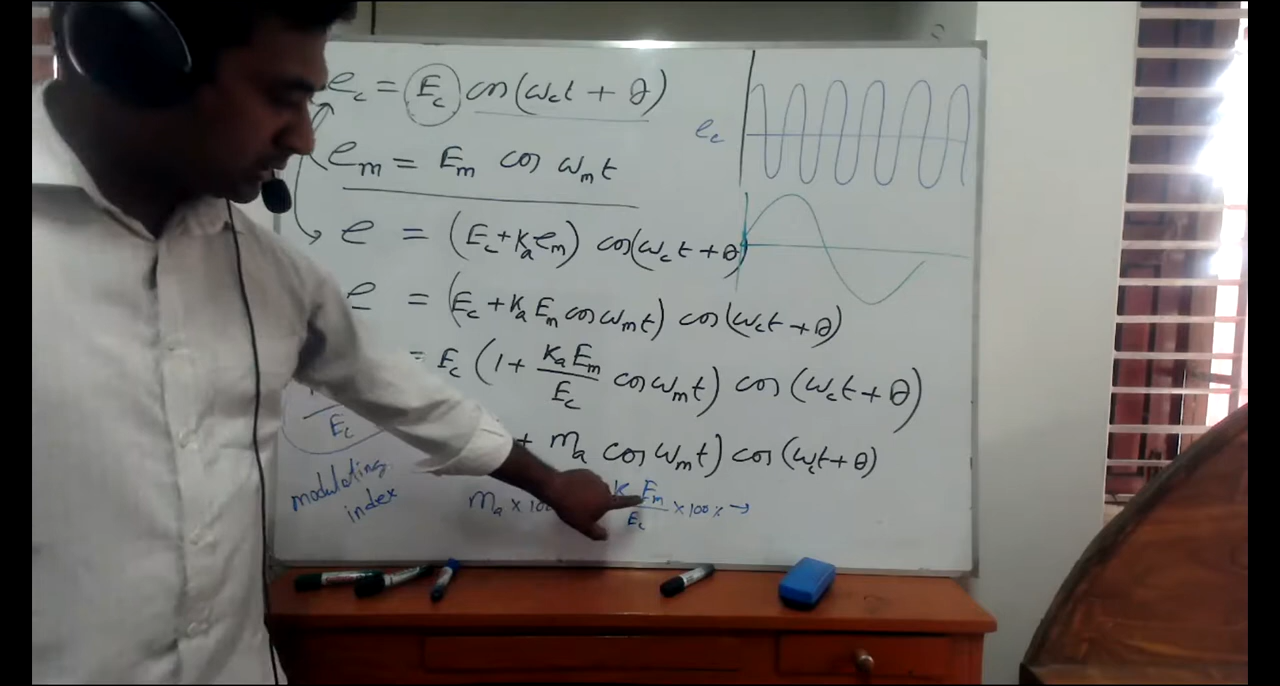 e_c = E_c cos(ω_c t + θ)
e_c
e_m = E_m cos ω_m t
e = (E_c + K_a e_m) cos(ω_c t + θ)
e = (E_c + K_a E_m cos ω_m t) cos(ω_c t + θ)
= E_c (1 + K_a E_m / E_c cos ω_m t) cos(ω_c t + θ)
E_c
+ m_a cos ω_m t) cos(ω_c t + θ)
modulating
index
m_a × 100
E_m / E_c × 100 % →